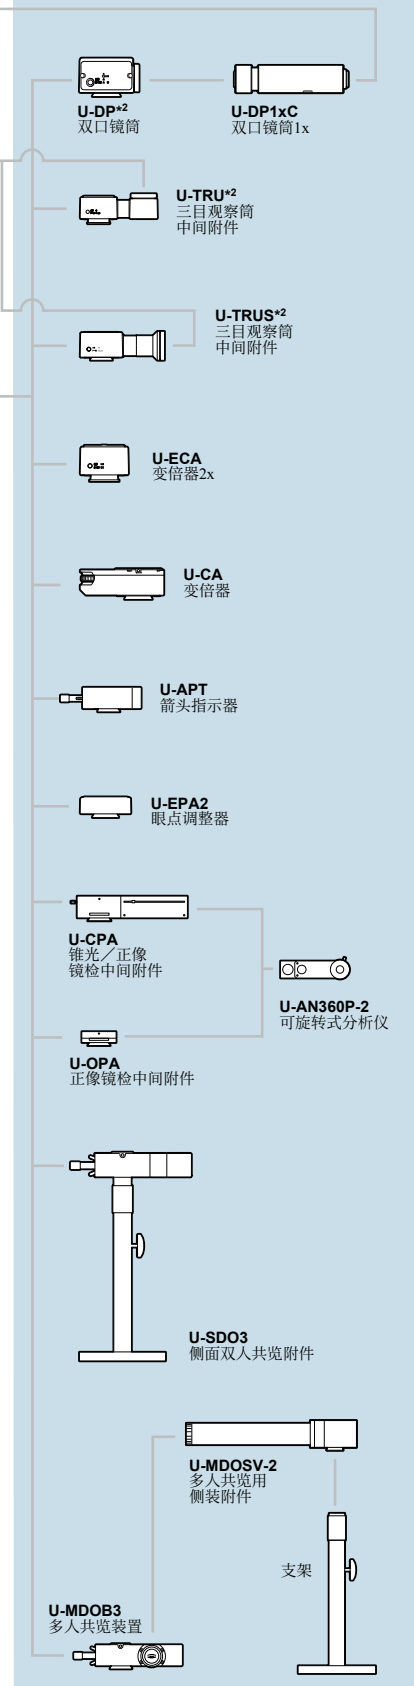 U-DP*2
双口镜筒
U-DP1xC
双口镜筒1x
U-TRU*2
三目观察筒
中间附件
U-TRUS*2
三目观察筒
中间附件
U-ECA
变倍器2x
U-CA
变倍器
U-APT
箭头指示器
U-EPA2
眼点调整器
U-CPA
锥光／正像
镜检中间附件
U-AN360P-2
可旋转式分析仪
U-OPA
正像镜检中间附件
U-SDO3
侧面双人共览附件
U-MDOSV-2
多人共览用
侧装附件
支架
U-MDOB3
多人共览装置